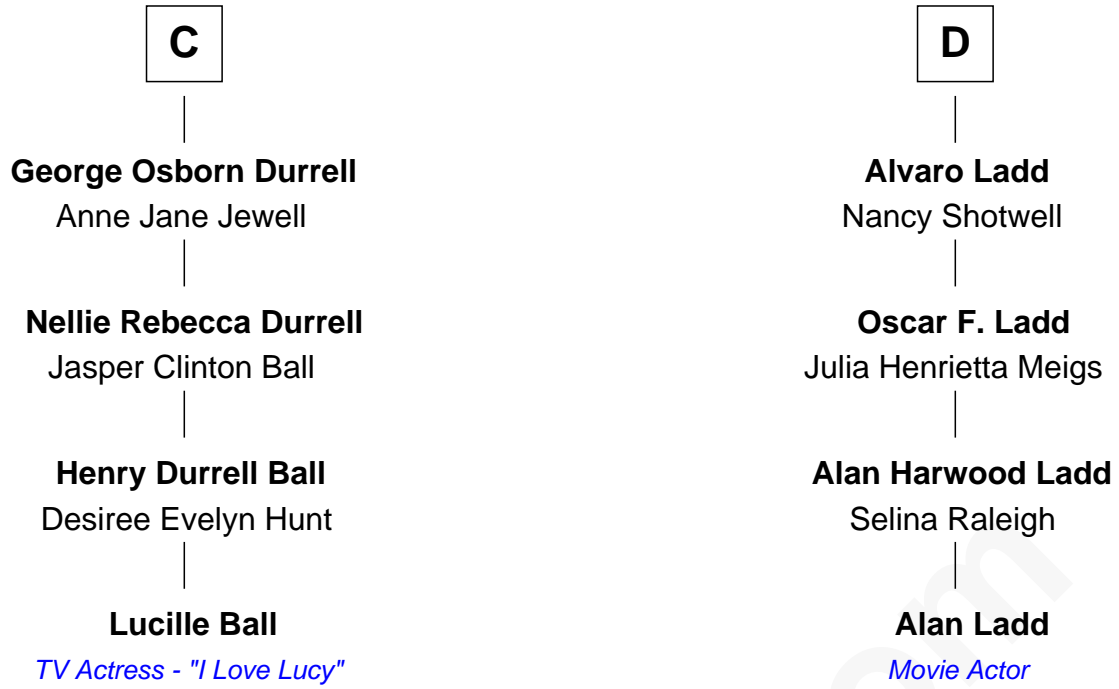 C
George Osborn Durrell
Anne Jane Jewell
Nellie Rebecca Durrell
Jasper Clinton Ball
Henry Durrell Ball
Desiree Evelyn Hunt
Lucille Ball
TV Actress - "I Love Lucy"
D
Alvaro Ladd
Nancy Shotwell
Oscar F. Ladd
Julia Henrietta Meigs
Alan Harwood Ladd
Selina Raleigh
Alan Ladd
Movie Actor